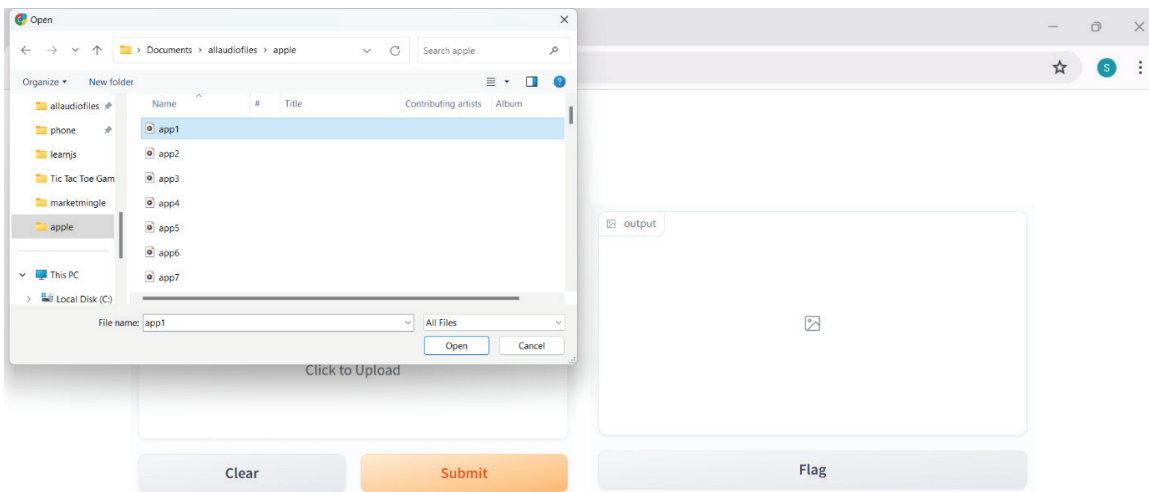 Open
Documents > allaudiofiles > apple
Search apple
Organize
New folder
Name # Title Contributing artists Album
allaudiofiles
phone
learnjs
Tic Tac Toe Gam
marketmingle
apple
This PC
Local Disk (C:)
app1
app2
app3
app4
app5
app6
app7
File name: app1
All Files
Open
Cancel
S
Click to Upload
Clear
Submit
output
Flag